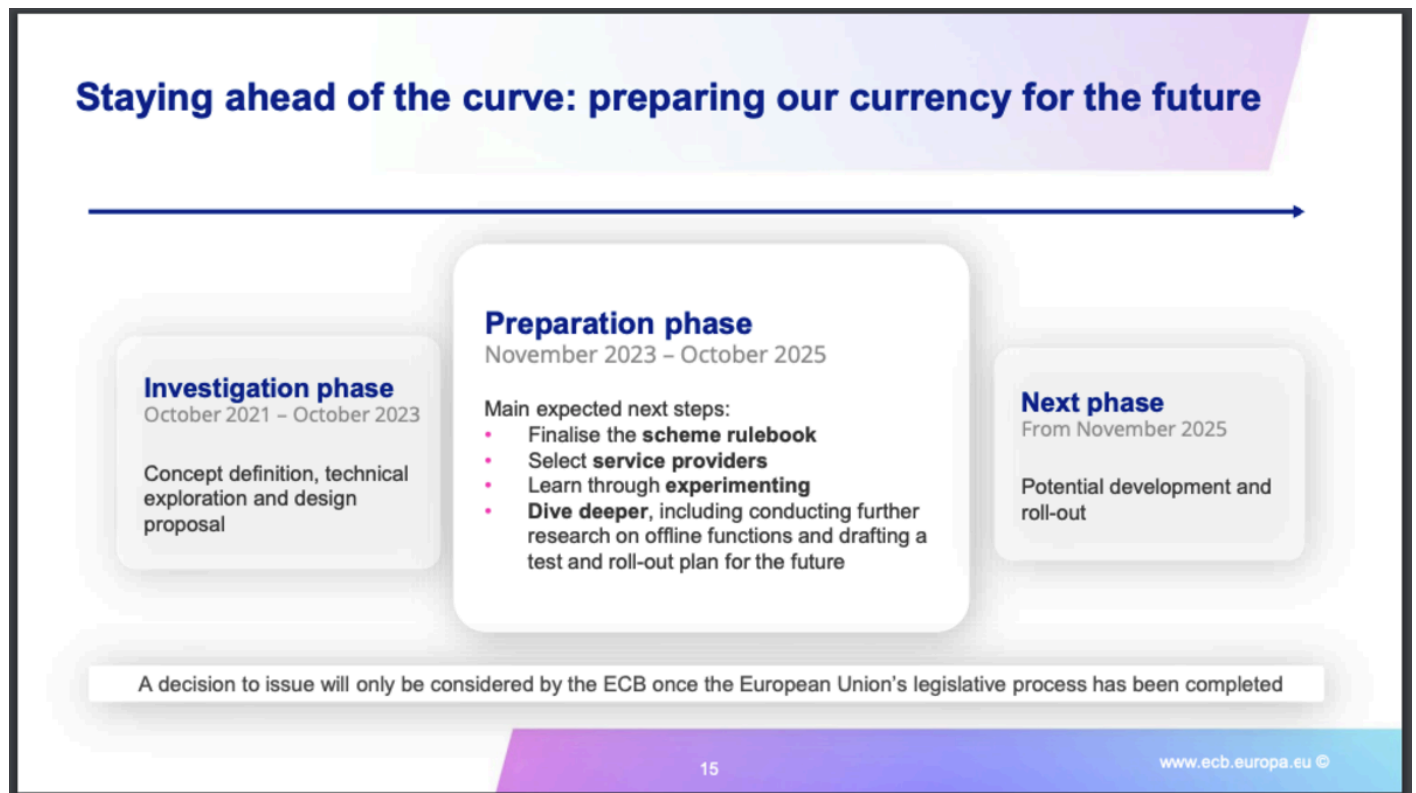 Staying ahead of the curve: preparing our currency for the future
Investigation phase
October 2021 – October 2023
Concept definition, technical
exploration and design
proposal
Preparation phase
November 2023 – October 2025
Main expected next steps:
• Finalise the scheme rulebook
• Select service providers
• Learn through experimenting
• Dive deeper, including conducting further
research on offline functions and drafting a
test and roll-out plan for the future
Next phase
From November 2025
Potential development and
roll-out
A decision to issue will only be considered by the ECB once the European Union’s legislative process has been completed
15
www.ecb.europa.eu ©